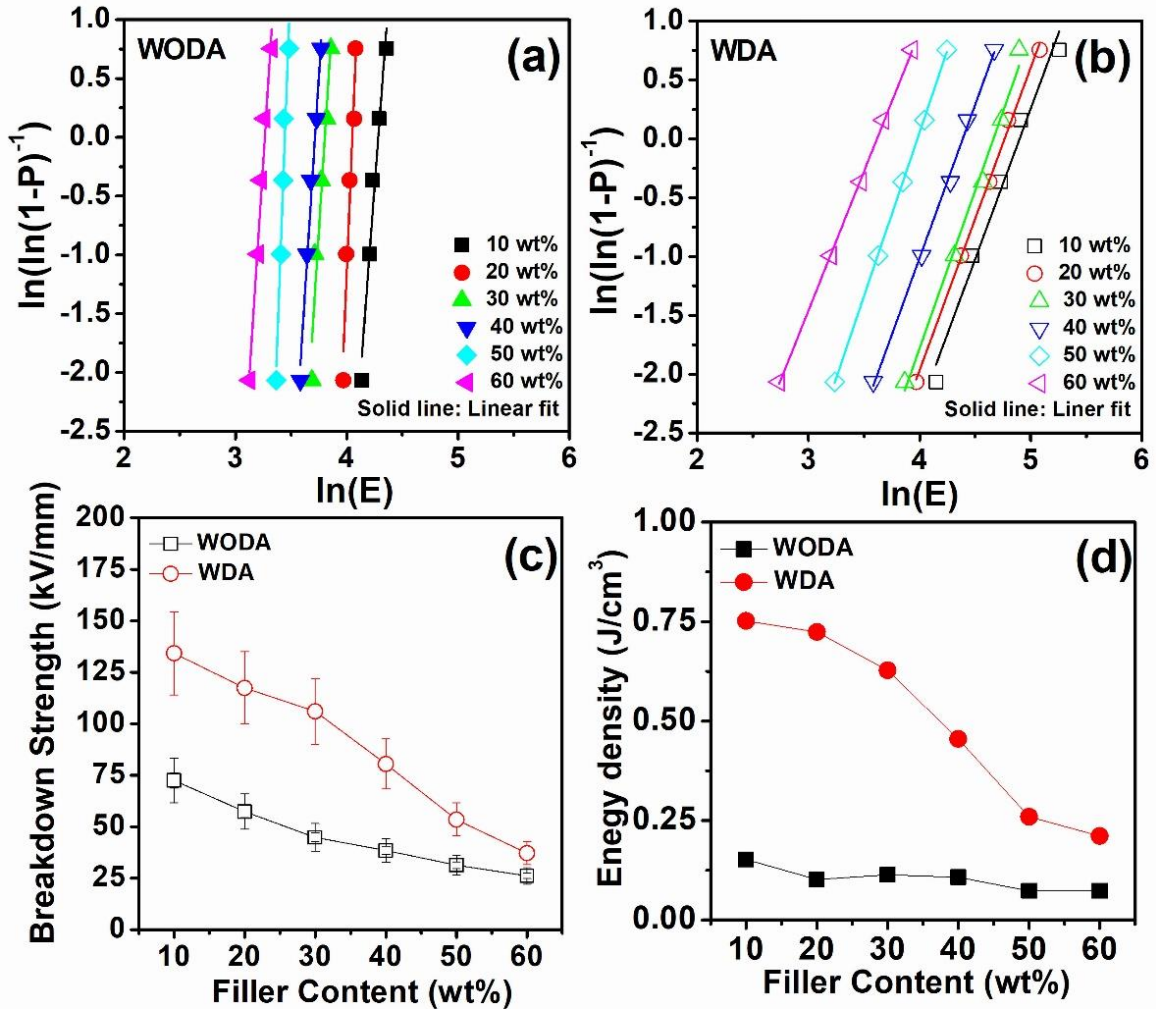 WODA
(a)
1.0
0.5
0.0
-0.5
-1.0
-1.5
-2.0
-2.5
ln(ln(1-P)⁻¹
10 wt%
20 wt%
30 wt%
40 wt%
50 wt%
60 wt%
Solid line: Linear fit
2 3 4 5 6
ln(E)
WDA
(b)
1.0
0.5
0.0
-0.5
-1.0
-1.5
-2.0
-2.5
ln(ln(1-P)⁻¹
10 wt%
20 wt%
30 wt%
40 wt%
50 wt%
60 wt%
Solid line: Liner fit
2 3 4 5 6
ln(E)
WODA
WDA
(c)
200
175
150
125
100
75
50
25
0
Breakdown Strength (kV/mm)
10 20 30 40 50 60
Filler Content (wt%)
WODA
WDA
(d)
1.00
0.75
0.50
0.25
0.00
Enegy density (J/cm³)
10 20 30 40 50 60
Filler Content (wt%)